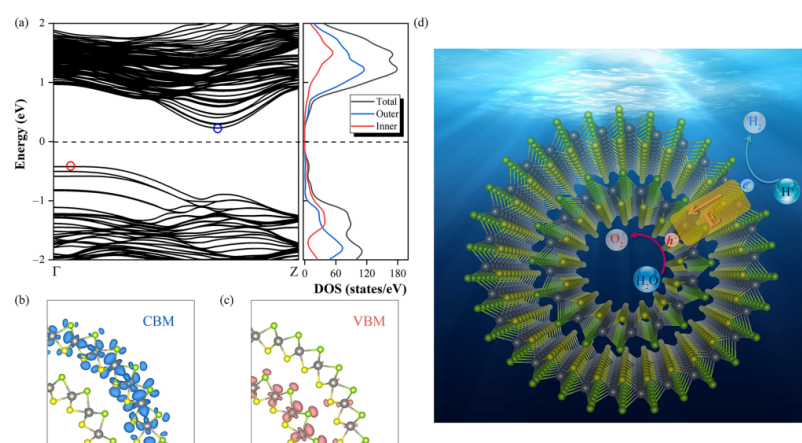 (a)
2
1
0
−1
−2
Energy (eV)
Γ
Z
Total
Outer
Inner
0
60
120
180
DOS (states/eV)
(b)
CBM
(c)
VBM
(d)
H₂
e⁻
H⁺
E
O₂
h⁺
H₂O